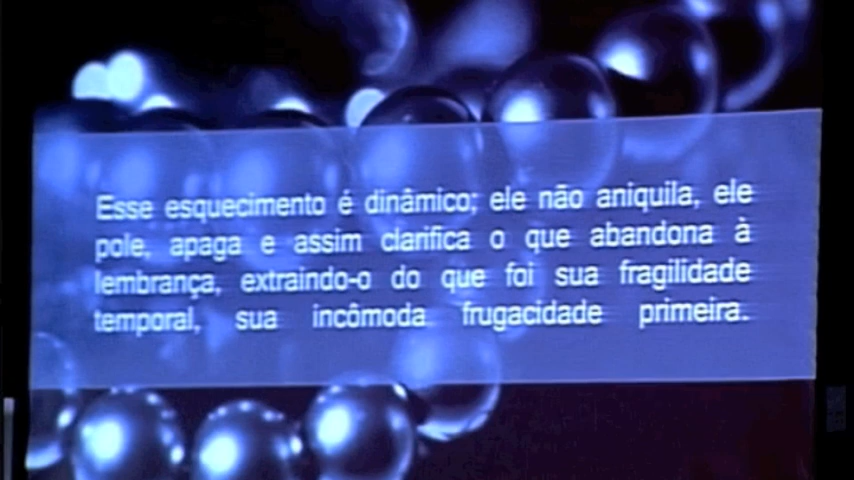 Esse esquecimento é dinâmico; ele não aniquila, ele
pole, apaga e assim clarifica o que abandona à
lembrança, extraindo-o do que foi sua fragilidade
temporal, sua incômoda frugacidade primeira.